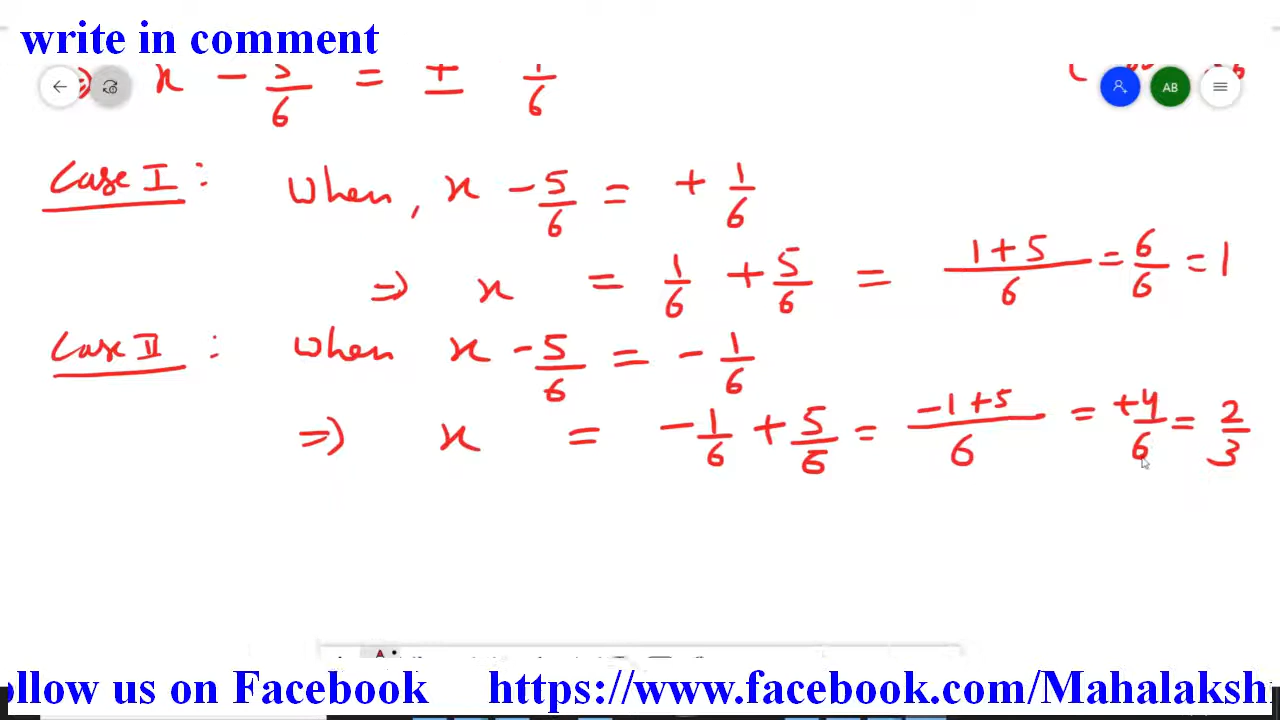 write in comment
⇒ x - 5/6 = ± 1/6
AB
Case I : When, x - 5/6 = + 1/6
⇒ x = 1/6 + 5/6 = (1+5)/6 = 6/6 = 1
Case II : When x - 5/6 = - 1/6
⇒ x = - 1/6 + 5/6 = (-1+5)/6 = +4/6 = 2/3
ollow us on Facebook https://www.facebook.com/Mahalaksh